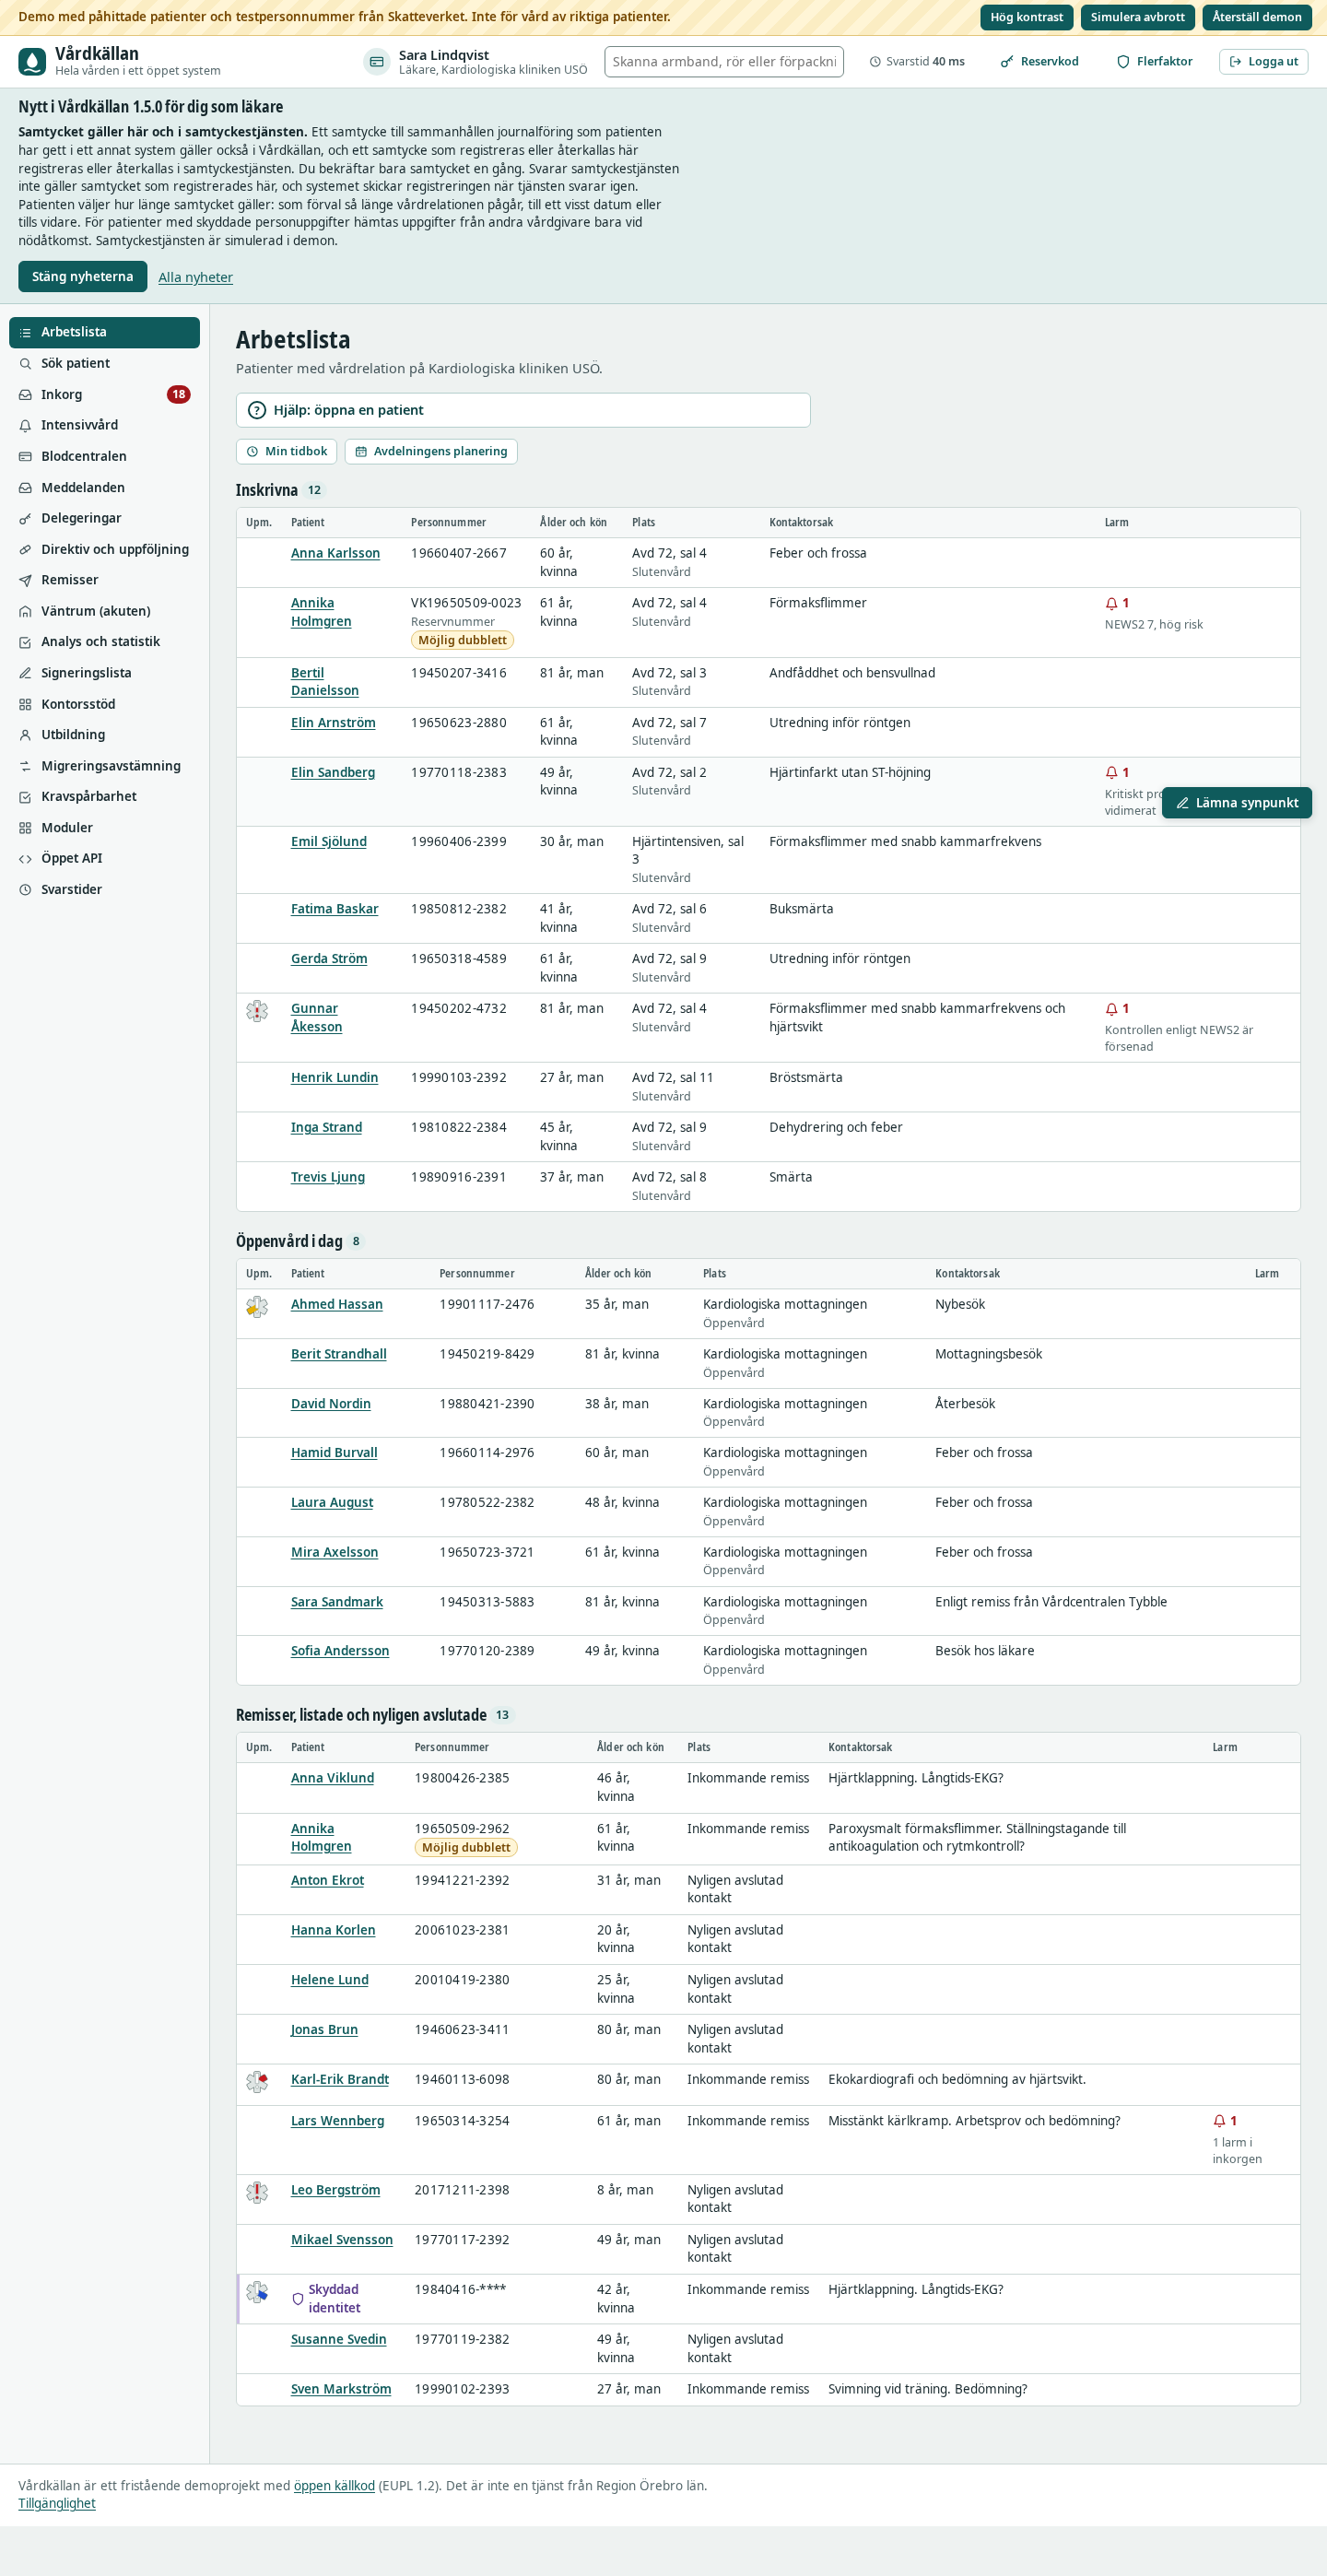 Demo med påhittade patienter och testpersonnummer från Skatteverket. Inte för vård av riktiga patienter.
Hög kontrast
Simulera avbrott
Återställ demon
Vårdkällan
Hela vården i ett öppet system
Sara Lindqvist
Läkare, Kardiologiska kliniken USÖ
Skanna armband, rör eller förpackni
Svarstid 40 ms
Reservkod
Flerfaktor
Logga ut
Nytt i Vårdkällan 1.5.0 för dig som läkare
Samtycket gäller här och i samtyckestjänsten. Ett samtycke till sammanhållen journalföring som patienten
har gett i ett annat system gäller också i Vårdkällan, och ett samtycke som registreras eller återkallas här
registreras eller återkallas i samtyckestjänsten. Du bekräftar bara samtycket en gång. Svarar samtyckestjänsten
inte gäller samtycket som registrerades här, och systemet skickar registreringen när tjänsten svarar igen.
Patienten väljer hur länge samtycket gäller: som förval så länge vårdrelationen pågår, till ett visst datum eller
tills vidare. För patienter med skyddade personuppgifter hämtas uppgifter från andra vårdgivare bara vid
nödåtkomst. Samtyckestjänsten är simulerad i demon.
Stäng nyheterna
Alla nyheter
Arbetslista
Sök patient
Inkorg 18
Intensivvård
Blodcentralen
Meddelanden
Delegeringar
Direktiv och uppföljning
Remisser
Väntrum (akuten)
Analys och statistik
Signeringslista
Kontorsstöd
Utbildning
Migreringsavstämning
Kravspårbarhet
Moduler
Öppet API
Svarstider
Arbetslista
Patienter med vårdrelation på Kardiologiska kliniken USÖ.
? Hjälp: öppna en patient
Min tidbok
Avdelningens planering
Inskrivna 12
Upm. Patient Personnummer Ålder och kön Plats Kontaktorsak Larm
Anna Karlsson 19660407-2667 60 år, Avd 72, sal 4 Feber och frossa
kvinna Slutenvård
Annika VK19650509-0023 61 år, Avd 72, sal 4 Förmaksflimmer 1
Holmgren Reservnummer kvinna Slutenvård NEWS2 7, hög risk
Möjlig dubblett
Bertil 19450207-3416 81 år, man Avd 72, sal 3 Andfåddhet och bensvullnad
Danielsson Slutenvård
Elin Arnström 19650623-2880 61 år, Avd 72, sal 7 Utredning inför röntgen
kvinna Slutenvård
Elin Sandberg 19770118-2383 49 år, Avd 72, sal 2 Hjärtinfarkt utan ST-höjning 1
kvinna Slutenvård Kritiskt
vidimerat
Lämna synpunkt
Emil Sjölund 19960406-2399 30 år, man Hjärtintensiven, sal Förmaksflimmer med snabb kammarfrekvens
3
Slutenvård
Fatima Baskar 19850812-2382 41 år, Avd 72, sal 6 Buksmärta
kvinna Slutenvård
Gerda Ström 19650318-4589 61 år, Avd 72, sal 9 Utredning inför röntgen
kvinna Slutenvård
Gunnar 19450202-4732 81 år, man Avd 72, sal 4 Förmaksflimmer med snabb kammarfrekvens och 1
Åkesson Slutenvård hjärtsvikt Kontrollen enligt NEWS2 är
försenad
Henrik Lundin 19990103-2392 27 år, man Avd 72, sal 11 Bröstsmärta
Slutenvård
Inga Strand 19810822-2384 45 år, Avd 72, sal 9 Dehydrering och feber
kvinna Slutenvård
Trevis Ljung 19890916-2391 37 år, man Avd 72, sal 8 Smärta
Slutenvård
Öppenvård i dag 8
Upm. Patient Personnummer Ålder och kön Plats Kontaktorsak Larm
Ahmed Hassan 19901117-2476 35 år, man Kardiologiska mottagningen Nybesök
Öppenvård
Berit Strandhall 19450219-8429 81 år, kvinna Kardiologiska mottagningen Mottagningsbesök
Öppenvård
David Nordin 19880421-2390 38 år, man Kardiologiska mottagningen Återbesök
Öppenvård
Hamid Burvall 19660114-2976 60 år, man Kardiologiska mottagningen Feber och frossa
Öppenvård
Laura August 19780522-2382 48 år, kvinna Kardiologiska mottagningen Feber och frossa
Öppenvård
Mira Axelsson 19650723-3721 61 år, kvinna Kardiologiska mottagningen Feber och frossa
Öppenvård
Sara Sandmark 19450313-5883 81 år, kvinna Kardiologiska mottagningen Enligt remiss från Vårdcentralen Tybble
Öppenvård
Sofia Andersson 19770120-2389 49 år, kvinna Kardiologiska mottagningen Besök hos läkare
Öppenvård
Remisser, listade och nyligen avslutade 13
Upm. Patient Personnummer Ålder och kön Plats Kontaktorsak Larm
Anna Viklund 19800426-2385 46 år, Inkommande remiss Hjärtklappning. Långtids-EKG?
kvinna
Annika 19650509-2962 61 år, Inkommande remiss Paroxysmalt förmaksflimmer. Ställningstagande till
Holmgren Möjlig dubblett kvinna antikoagulation och rytmkontroll?
Anton Ekrot 19941221-2392 31 år, man Nyligen avslutad
kontakt
Hanna Korlen 20061023-2381 20 år, Nyligen avslutad
kvinna kontakt
Helene Lund 20010419-2380 25 år, Nyligen avslutad
kvinna kontakt
Jonas Brun 19460623-3411 80 år, man Nyligen avslutad
kontakt
Karl-Erik Brandt 19460113-6098 80 år, man Inkommande remiss Ekokardiografi och bedömning av hjärtsvikt.
Lars Wennberg 19650314-3254 61 år, man Inkommande remiss Misstänkt kärlkramp. Arbetsprov och bedömning? 1
1 larm i
inkorgen
Leo Bergström 20171211-2398 8 år, man Nyligen avslutad
kontakt
Mikael Svensson 19770117-2392 49 år, man Nyligen avslutad
kontakt
Skyddad 19840416-**** 42 år, Inkommande remiss Hjärtklappning. Långtids-EKG?
identitet kvinna
Susanne Svedin 19770119-2382 49 år, Nyligen avslutad
kvinna kontakt
Sven Markström 19990102-2393 27 år, man Inkommande remiss Svimning vid träning. Bedömning?
Vårdkällan är ett fristående demoprojekt med öppen källkod (EUPL 1.2). Det är inte en tjänst från Region Örebro län.
Tillgänglighet